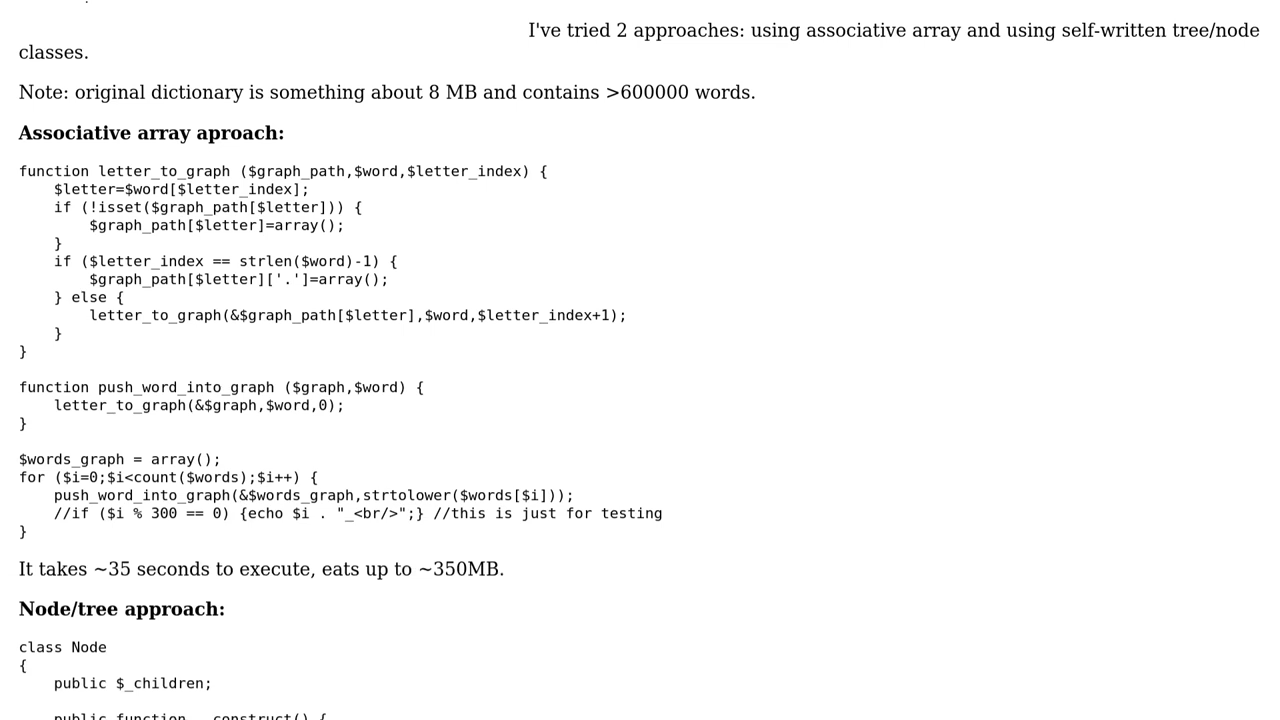 I've tried 2 approaches: using associative array and using self-written tree/node
classes.
Note: original dictionary is something about 8 MB and contains >600000 words.
Associative array aproach:
function letter_to_graph ($graph_path,$word,$letter_index) {
    $letter=$word[$letter_index];
    if (!isset($graph_path[$letter])) {
        $graph_path[$letter]=array();
    }
    if ($letter_index == strlen($word)-1) {
        $graph_path[$letter]['.']=array();
    } else {
        letter_to_graph(&$graph_path[$letter],$word,$letter_index+1);
    }
}
function push_word_into_graph ($graph,$word) {
    letter_to_graph(&$graph,$word,0);
}
$words_graph = array();
for ($i=0;$i<count($words);$i++) {
    push_word_into_graph(&$words_graph,strtolower($words[$i]));
    //if ($i % 300 == 0) {echo $i . "_<br/>";} //this is just for testing
}
It takes ~35 seconds to execute, eats up to ~350MB.
Node/tree approach:
class Node
{
    public $_children;
    public function __construct() {